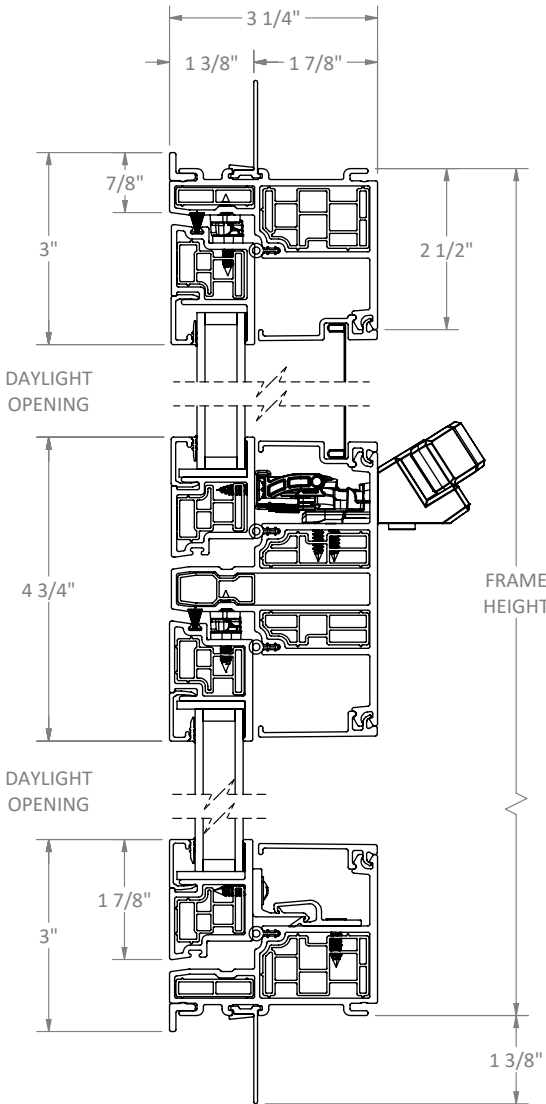 3 1/4"
1 3/8"
1 7/8"
7/8"
3"
2 1/2"
DAYLIGHT
OPENING
4 3/4"
FRAME
HEIGHT
DAYLIGHT
OPENING
1 7/8"
3"
1 3/8"